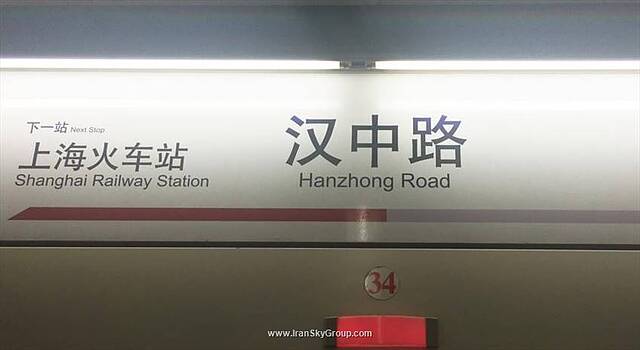 下一站 Next Stop
上海火车站
Shanghai Railway Station
汉中路
Hanzhong Road
34
www.IranSkyGroup.com